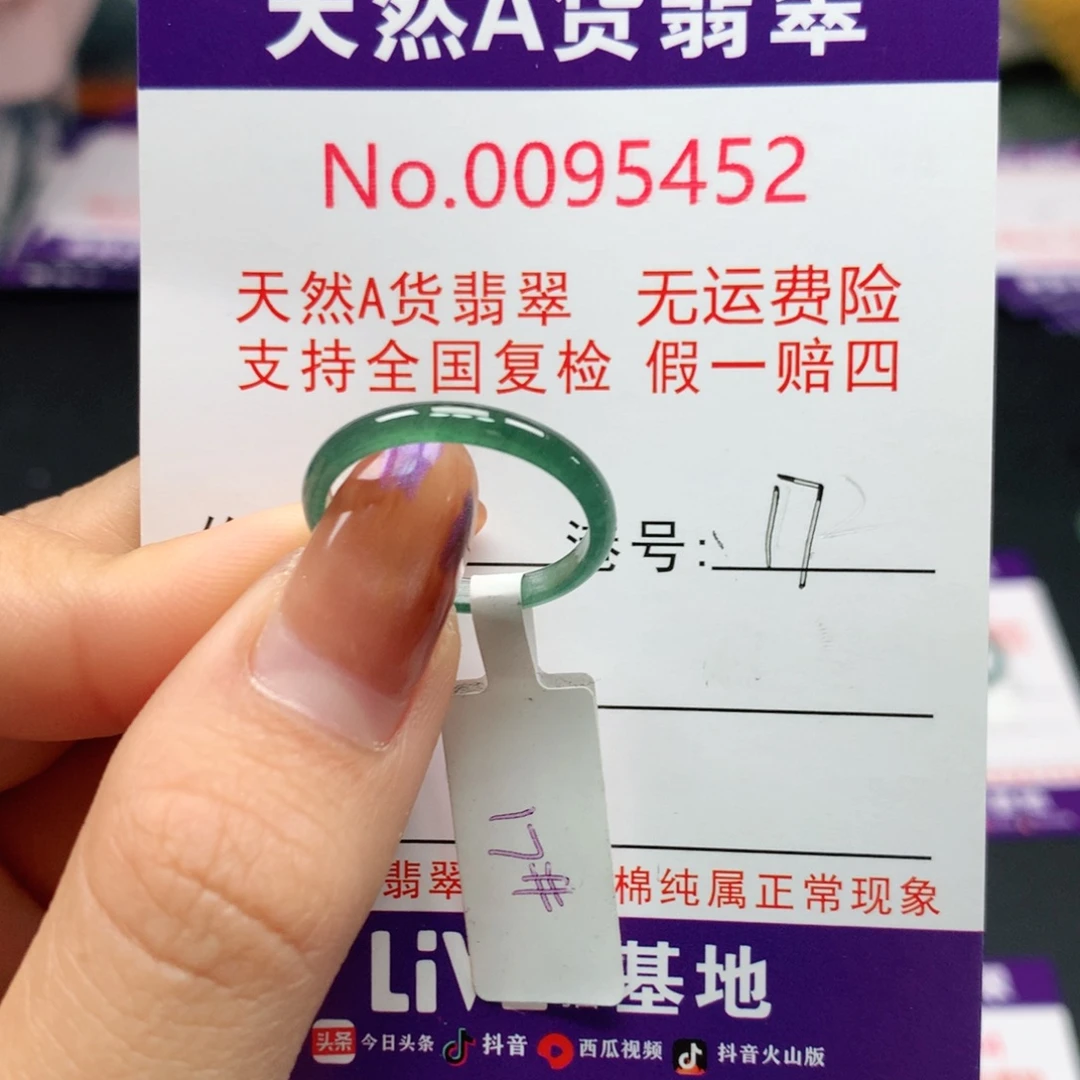 天然A货翡翠
No.0095452
天然A货翡翠 无运费险
支持全国复检 假一赔四
港号: 17
17#
翡翠 棉纯属正常现象
LiV 基地
头条 今日头条 抖音 西瓜视频 抖音火山版